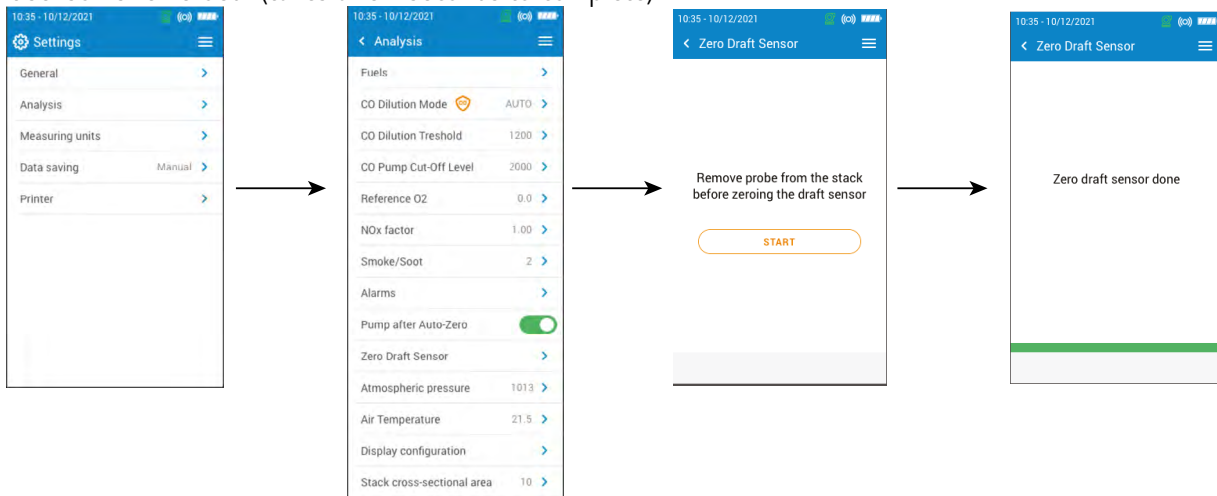 10:35 - 10/12/2021
Settings
General
Analysis
Measuring units
Data saving Manual
Printer
10:35 - 10/12/2021
Analysis
Fuels
CO Dilution Mode AUTO
CO Dilution Treshold 1200
CO Pump Cut-Off Level 2000
Reference O2 0.0
NOx factor 1.00
Smoke/Soot 2
Alarms
Pump after Auto-Zero
Zero Draft Sensor
Atmospheric pressure 1013
Air Temperature 21.5
Display configuration
Stack cross-sectional area 10
10:35 - 10/12/2021
Zero Draft Sensor
Remove probe from the stack
before zeroing the draft sensor
START
10:35 - 10/12/2021
Zero Draft Sensor
Zero draft sensor done